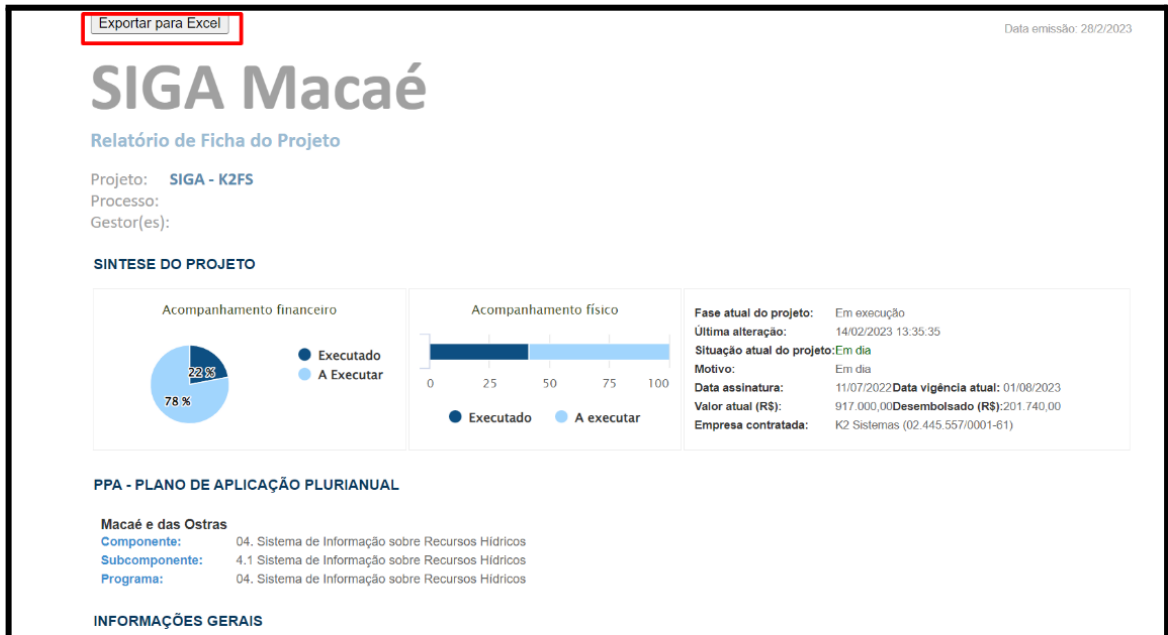 Exportar para Excel
Data emissão: 28/2/2023
SIGA Macaé
Relatório de Ficha do Projeto
Projeto: SIGA - K2FS
Processo:
Gestor(es):
SINTESE DO PROJETO
Acompanhamento financeiro
22 %
78 %
Executado
A Executar
Acompanhamento físico
0 25 50 75 100
Executado A executar
Fase atual do projeto: Em execução
Última alteração: 14/02/2023 13:35:35
Situação atual do projeto:Em dia
Motivo: Em dia
Data assinatura: 11/07/2022Data vigência atual: 01/08/2023
Valor atual (R$): 917.000,00Desembolsado (R$):201.740,00
Empresa contratada: K2 Sistemas (02.445.557/0001-61)
PPA - PLANO DE APLICAÇÃO PLURIANUAL
Macaé e das Ostras
Componente: 04. Sistema de Informação sobre Recursos Hídricos
Subcomponente: 4.1 Sistema de Informação sobre Recursos Hídricos
Programa: 04. Sistema de Informação sobre Recursos Hídricos
INFORMAÇÕES GERAIS